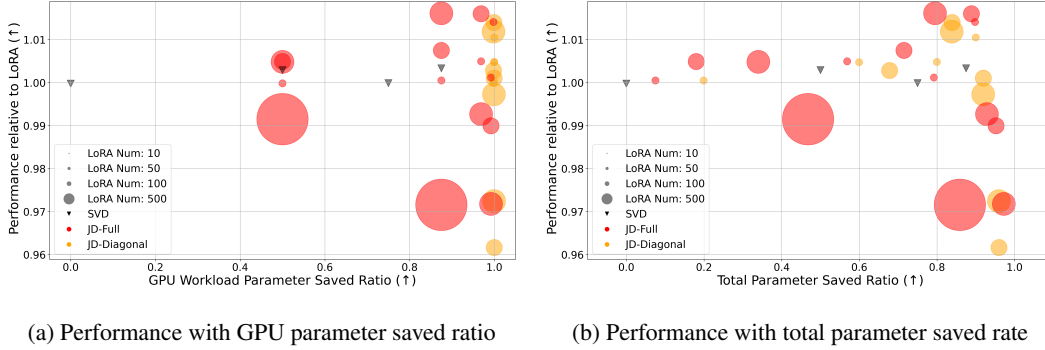 Performance relative to LoRA (↑)
1.01
1.00
0.99
0.98
0.97
0.96
LoRA Num: 10
LoRA Num: 50
LoRA Num: 100
LoRA Num: 500
SVD
JD-Full
JD-Diagonal
0.0 0.2 0.4 0.6 0.8 1.0
GPU Workload Parameter Saved Ratio (↑)
(a) Performance with GPU parameter saved ratio
Performance relative to LoRA (↑)
1.01
1.00
0.99
0.98
0.97
0.96
LoRA Num: 10
LoRA Num: 50
LoRA Num: 100
LoRA Num: 500
SVD
JD-Full
JD-Diagonal
0.0 0.2 0.4 0.6 0.8 1.0
Total Parameter Saved Ratio (↑)
(b) Performance with total parameter saved rate